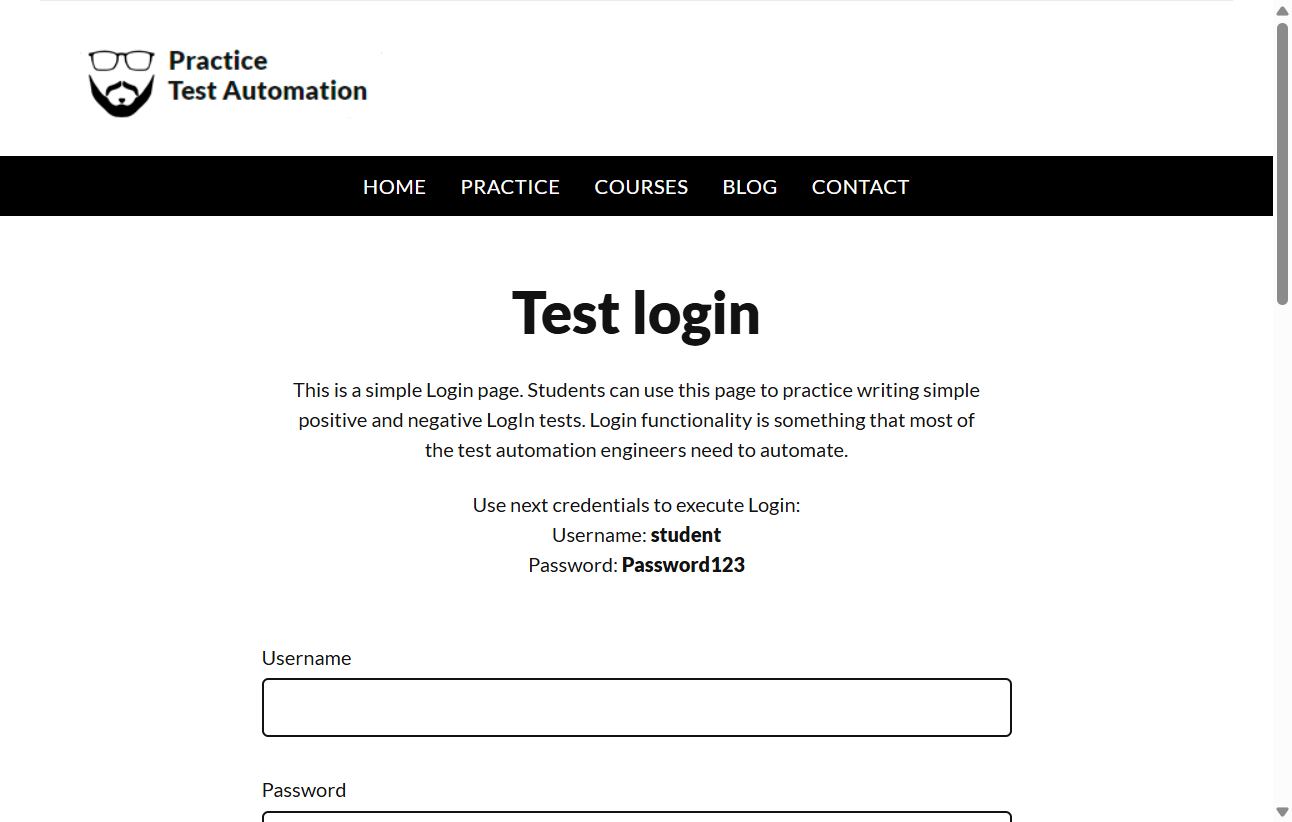 Practice
Test Automation
HOME PRACTICE COURSES BLOG CONTACT
Test login
This is a simple Login page. Students can use this page to practice writing simple
positive and negative LogIn tests. Login functionality is something that most of
the test automation engineers need to automate.
Use next credentials to execute Login:
Username: student
Password: Password123
Username
Password